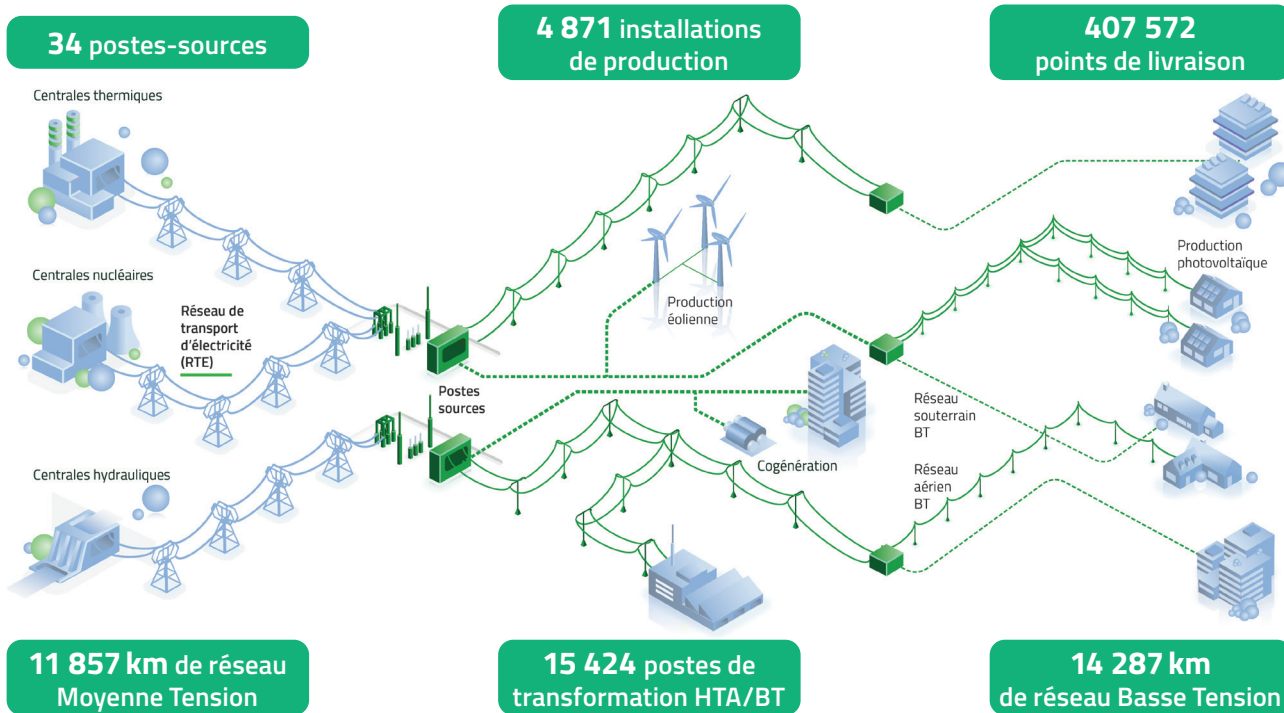 34 postes-sources
4 871 installations
de production
407 572
points de livraison
Centrales thermiques
Centrales nucléaires
Réseau de
transport
d'électricité
(RTE)
Centrales hydrauliques
Postes
sources
Production
éolienne
Cogénération
Production
photovoltaïque
Réseau
souterrain
BT
Réseau
aérien
BT
11 857 km de réseau
Moyenne Tension
15 424 postes de
transformation HTA/BT
14 287 km
de réseau Basse Tension